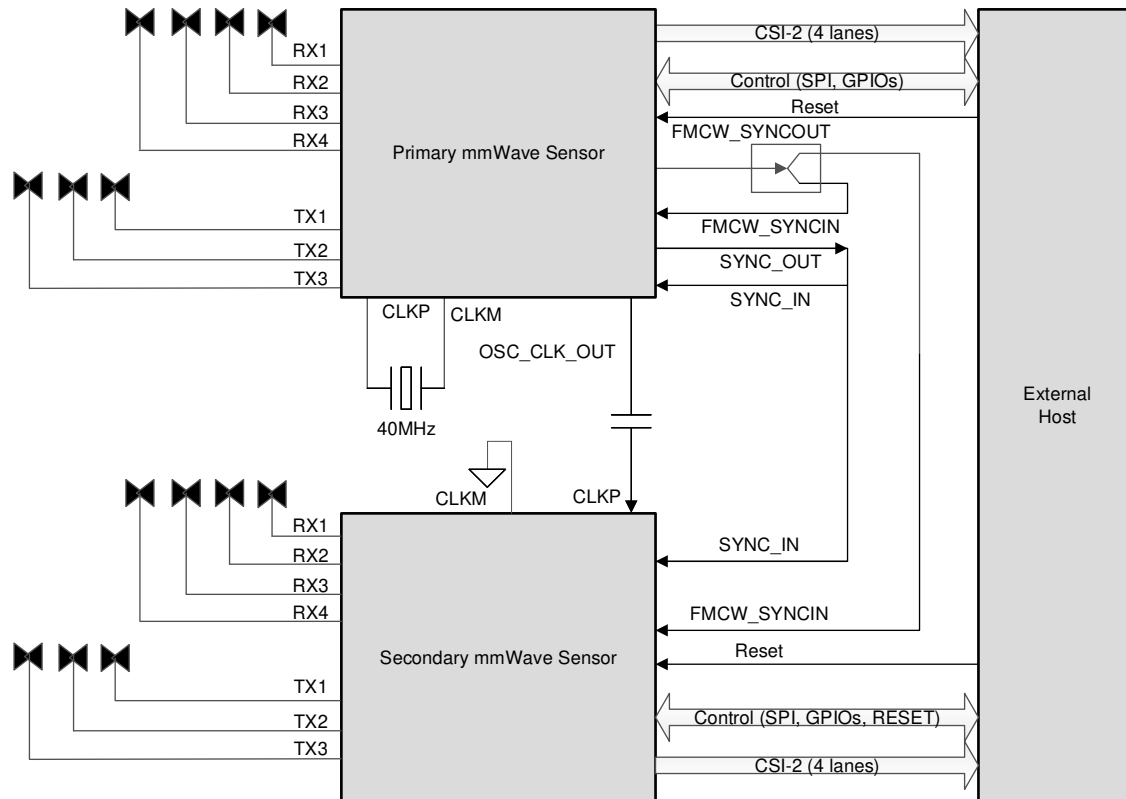 CSI-2 (4 lanes)
RX1
Control (SPI, GPIOs)
RX2
Reset
RX3
FMCW_SYNCOUT
RX4
Primary mmWave Sensor
TX1
FMCW_SYNCIN
TX2
SYNC_OUT
TX3
SYNC_IN
CLKP
CLKM
OSC_CLK_OUT
40MHz
External
Host
CLKM
CLKP
RX1
SYNC_IN
RX2
RX3
RX4
FMCW_SYNCIN
Secondary mmWave Sensor
Reset
TX1
TX2
Control (SPI, GPIOs, RESET)
TX3
CSI-2 (4 lanes)